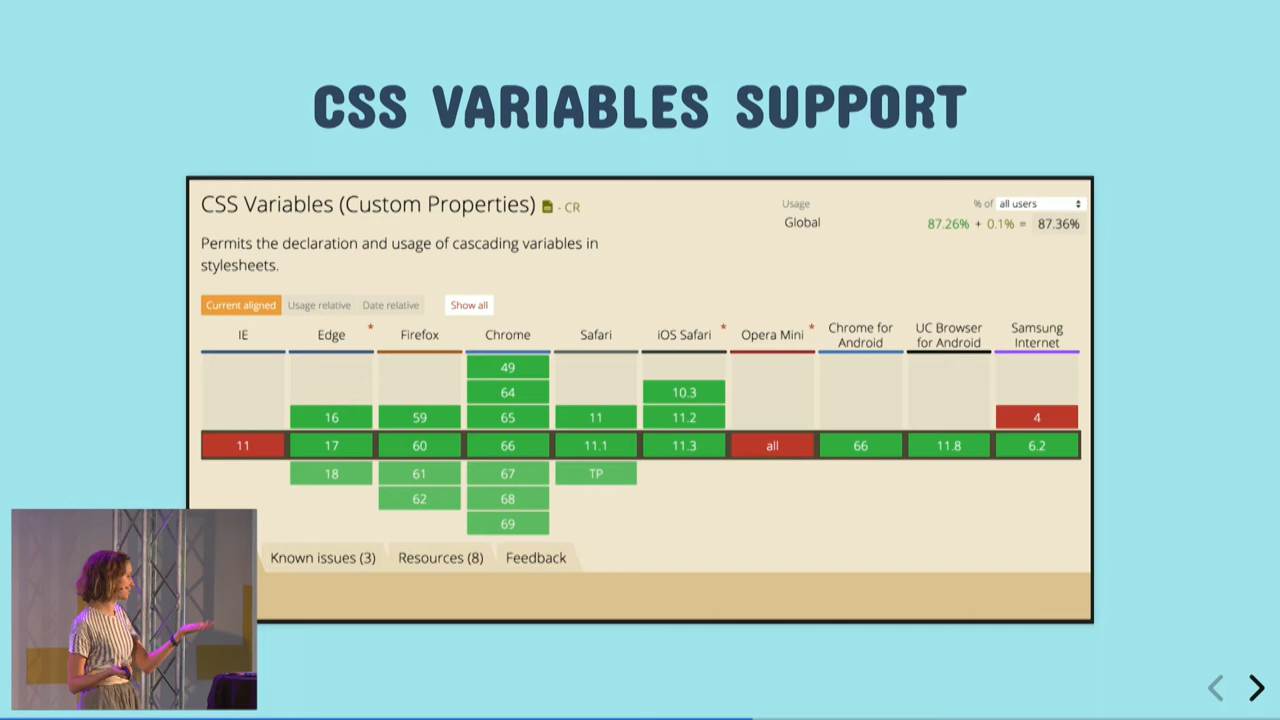 CSS VARIABLES SUPPORT
CSS Variables (Custom Properties) - CR
Usage % of all users
Global 87.26% + 0.1% = 87.36%
Permits the declaration and usage of cascading variables in
stylesheets.
Current aligned Usage relative Date relative Show all
IE Edge * Firefox Chrome Safari iOS Safari * Opera Mini * Chrome for Android UC Browser for Android Samsung Internet
49
64 10.3
16 59 65 11 11.2 4
11 17 60 66 11.1 11.3 all 66 11.8 6.2
18 61 67 TP
62 68
69
Known issues (3) Resources (8) Feedback